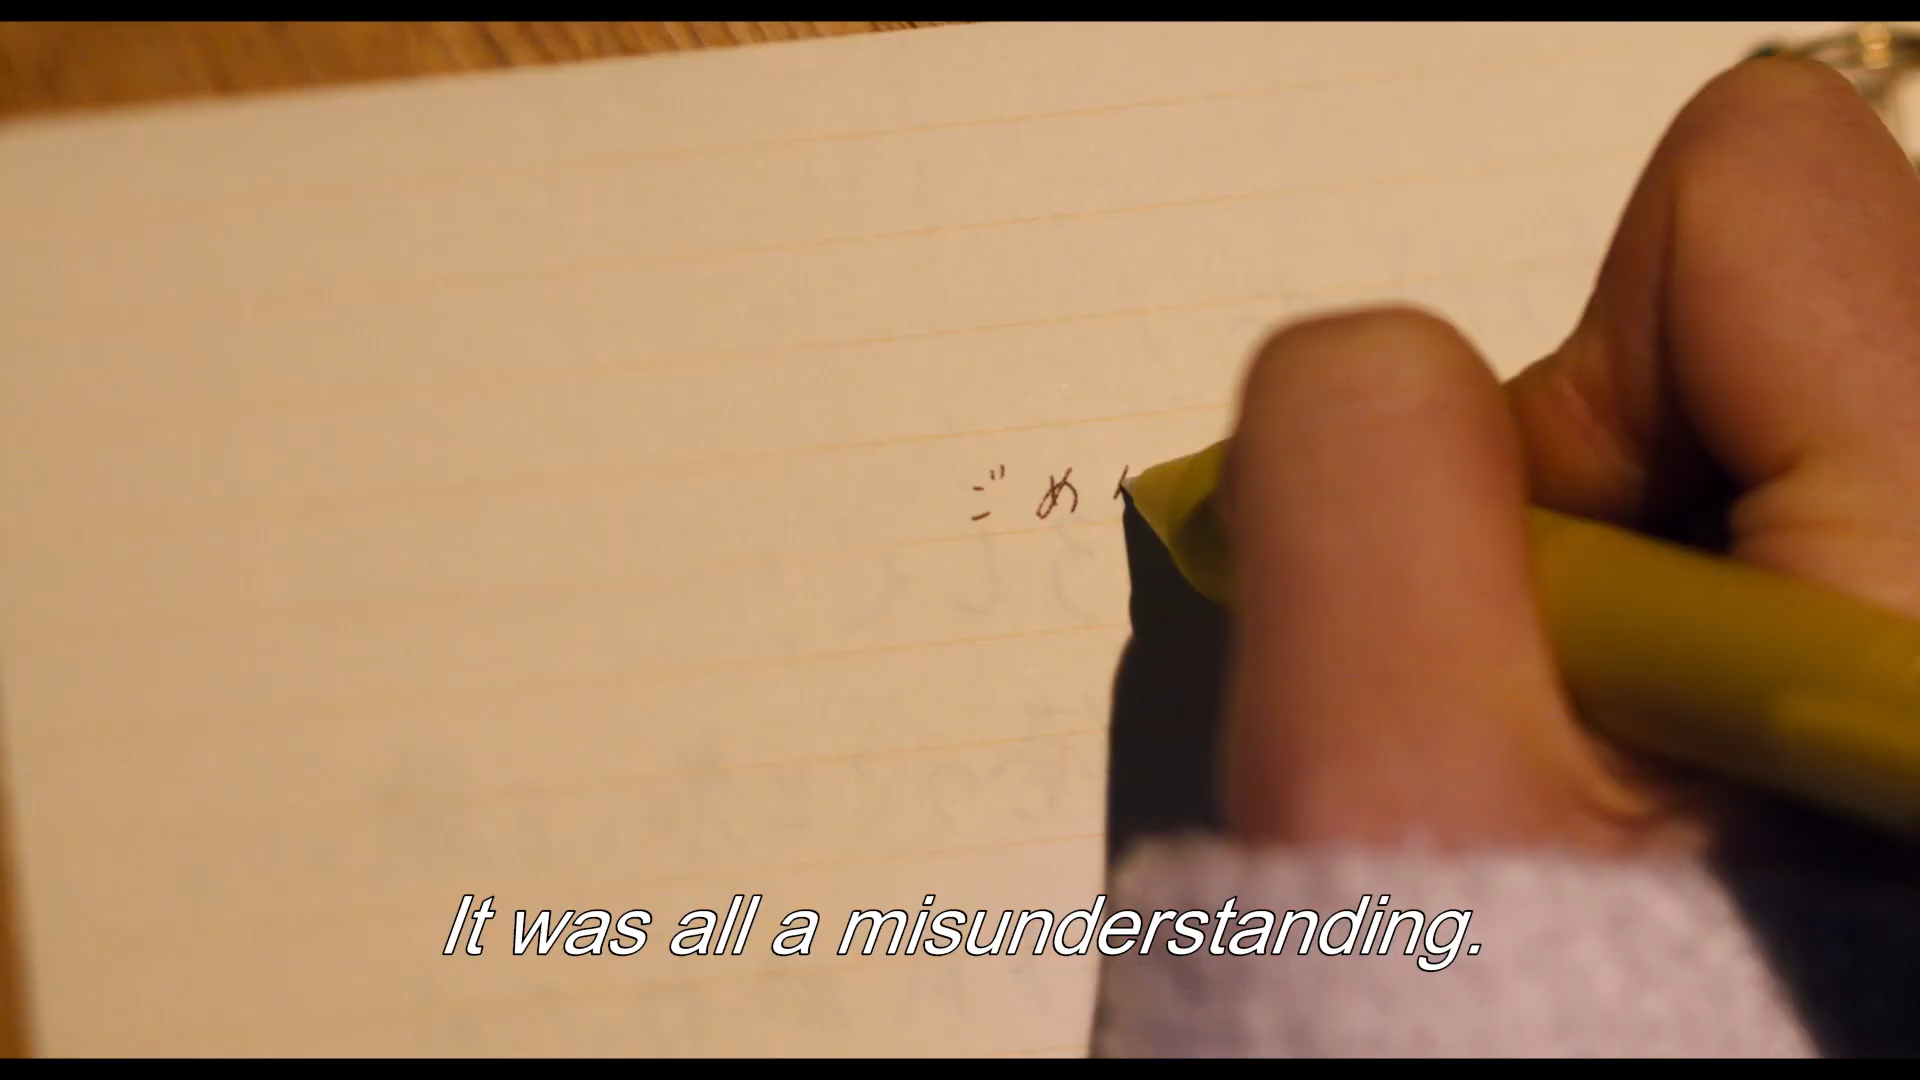 ごめ
It was all a misunderstanding.